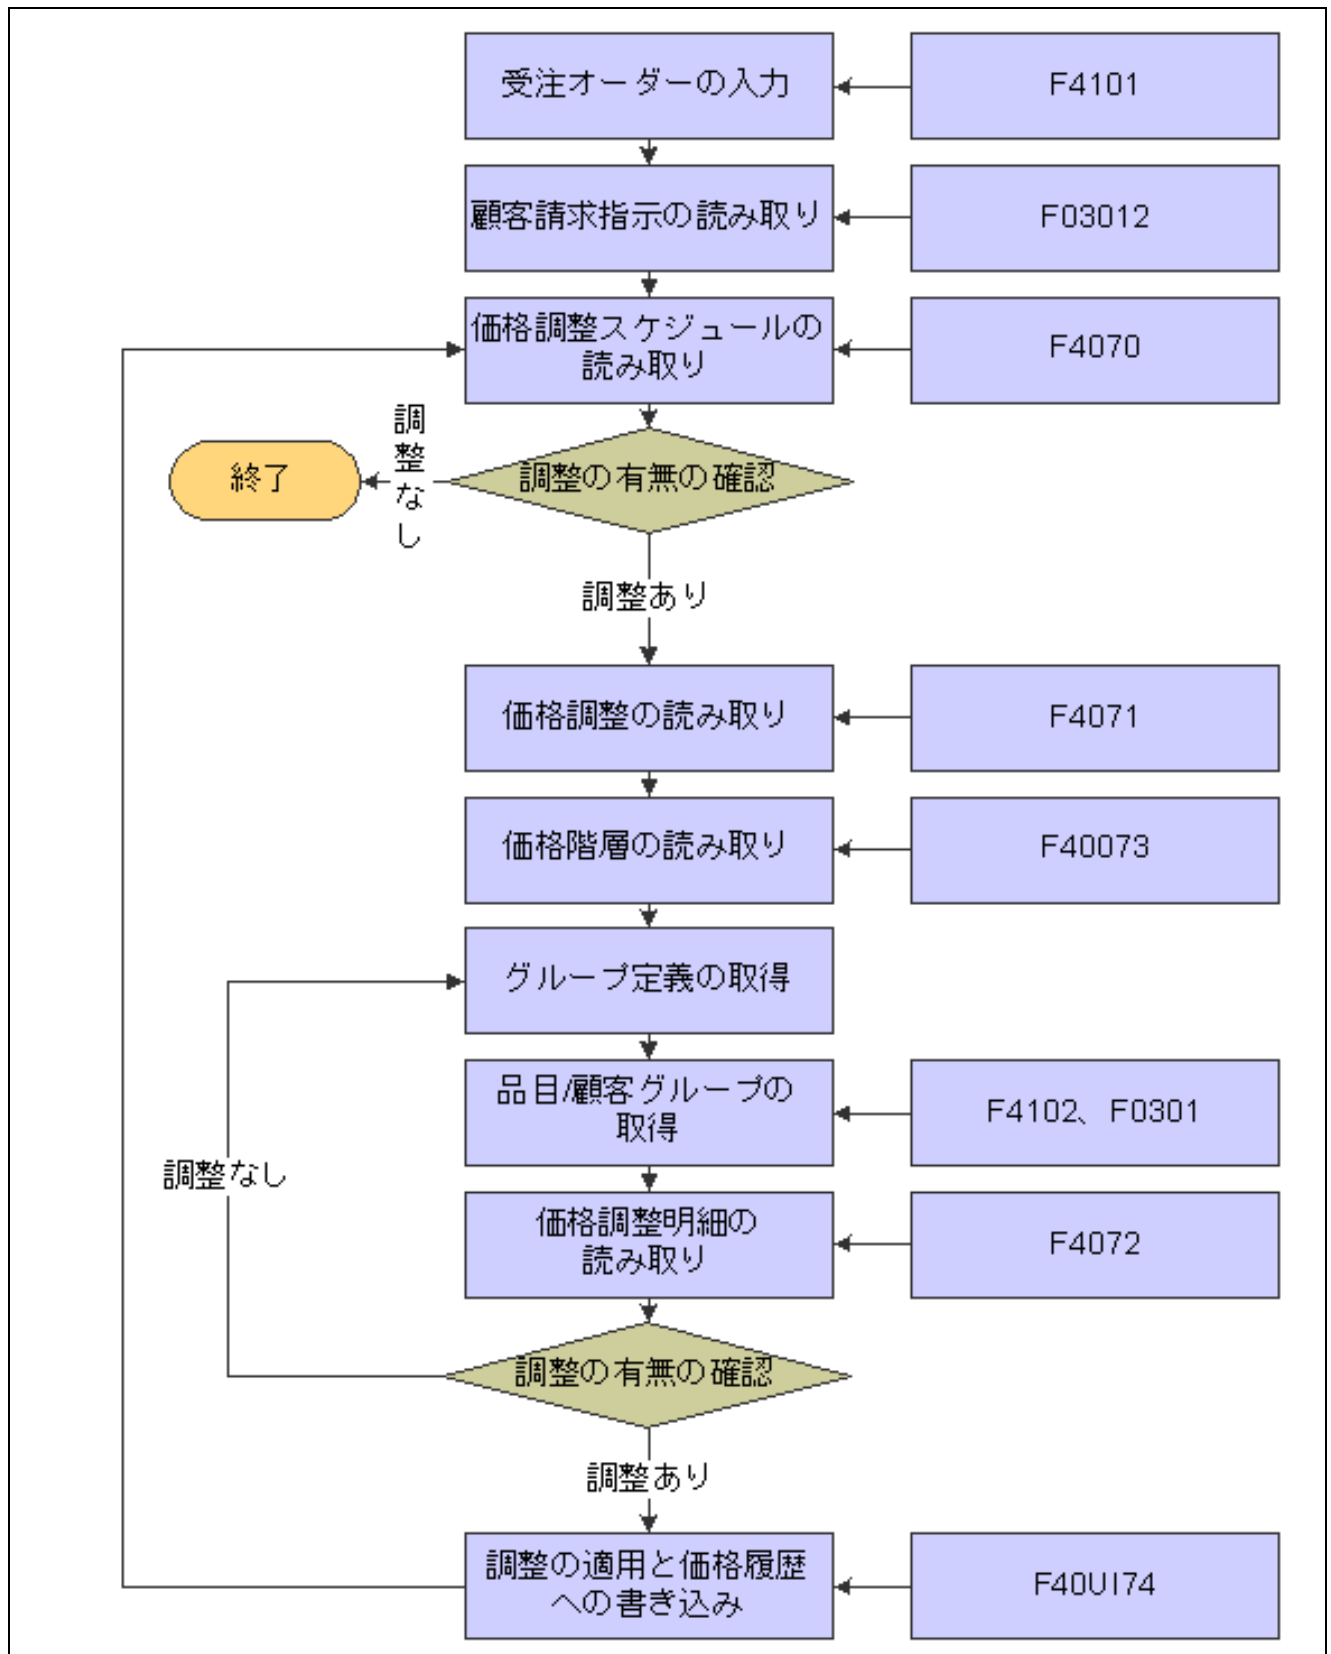 受注オーダーの入力
F4101
顧客請求指示の読み取り
F03012
価格調整スケジュールの
読み取り
F4070
調整なし
終了
調整の有無の確認
調整あり
価格調整の読み取り
F4071
価格階層の読み取り
F40073
グループ定義の取得
品目/顧客グループの
取得
F4102、F0301
調整なし
価格調整明細の
読み取り
F4072
調整の有無の確認
調整あり
調整の適用と価格履歴
への書き込み
F40UI74